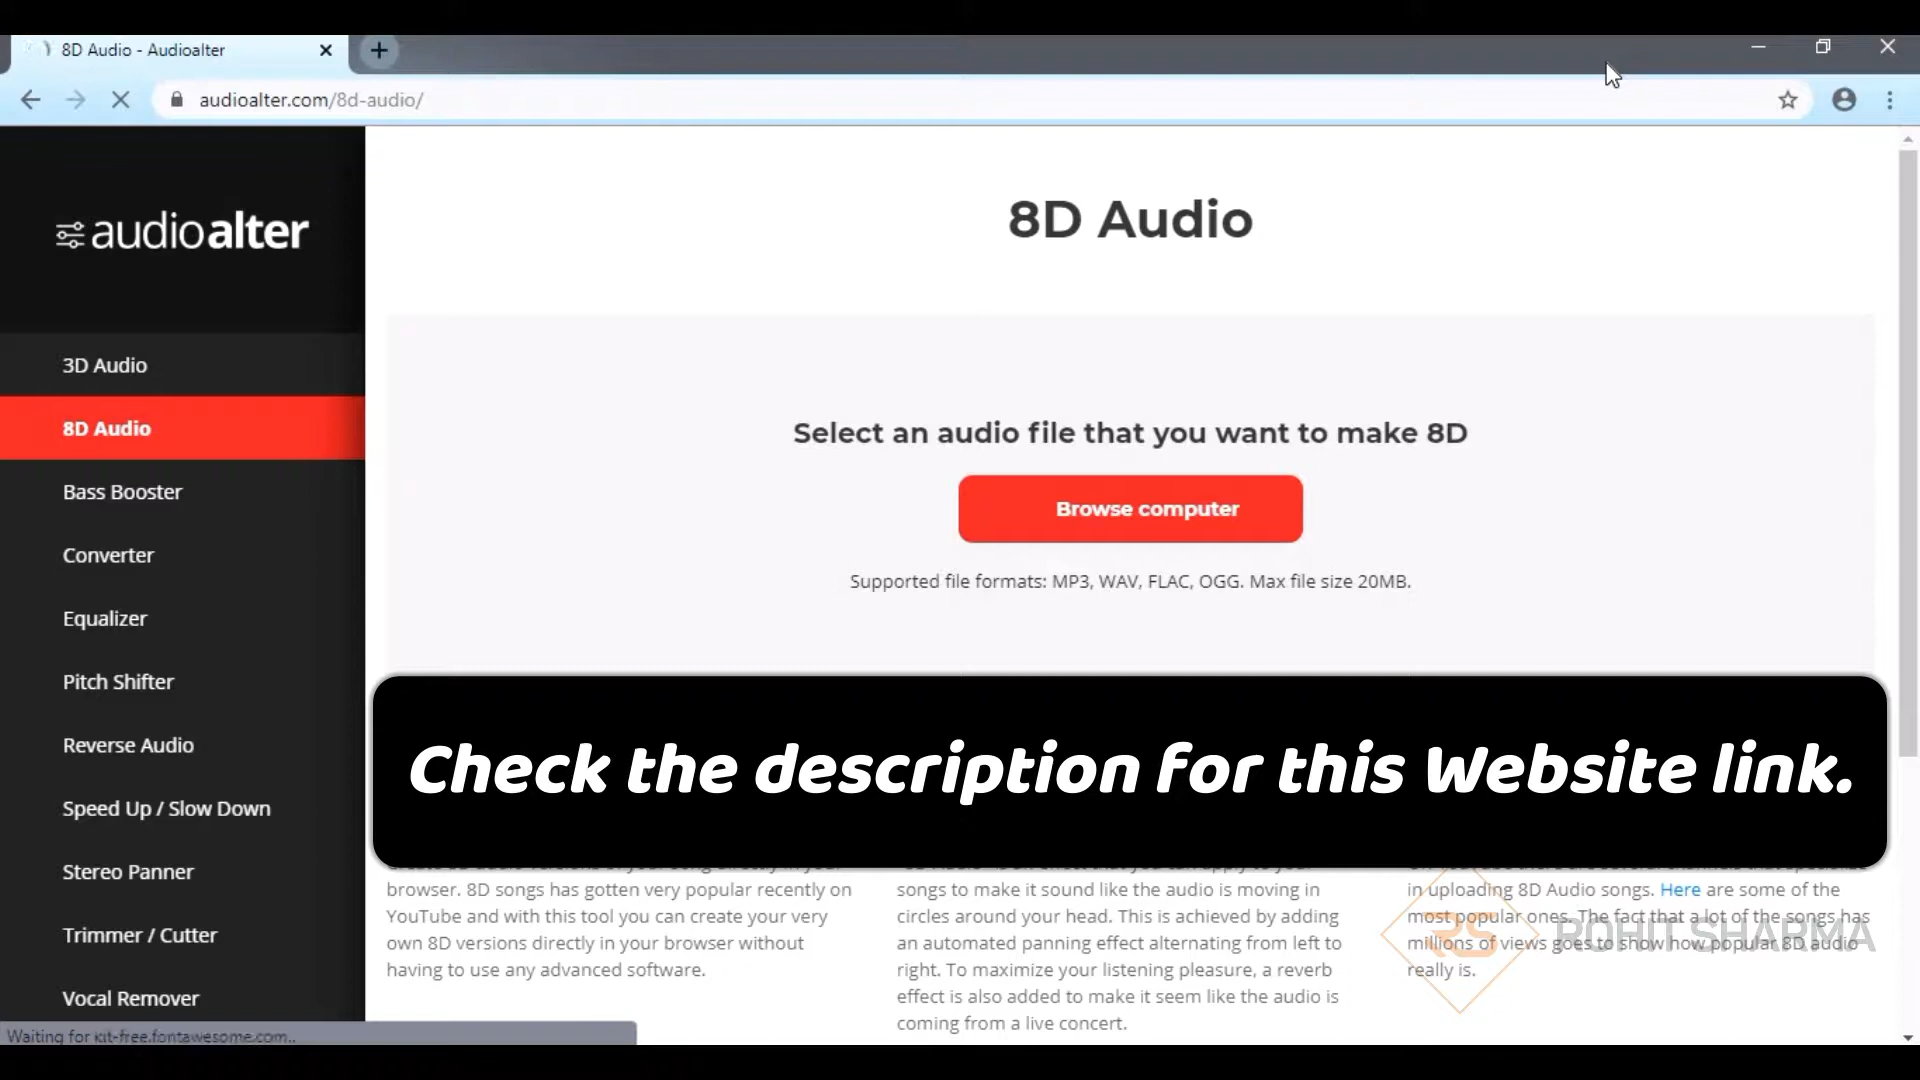 8D Audio - Audioalter
audioalter.com/8d-audio/
audioalter
3D Audio
8D Audio
Bass Booster
Converter
Equalizer
Pitch Shifter
Reverse Audio
Speed Up / Slow Down
Stereo Panner
Trimmer / Cutter
Vocal Remover
8D Audio
Select an audio file that you want to make 8D
Browse computer
Supported file formats: MP3, WAV, FLAC, OGG. Max file size 20MB.
Check the description for this Website link.
browser. 8D songs has gotten very popular recently on
YouTube and with this tool you can create your very
own 8D versions directly in your browser without
having to use any advanced software.
songs to make it sound like the audio is moving in
circles around your head. This is achieved by adding
an automated panning effect alternating from left to
right. To maximize your listening pleasure, a reverb
effect is also added to make it seem like the audio is
coming from a live concert.
in uploading 8D Audio songs. Here are some of the
most popular ones. The fact that a lot of the songs has
millions of views goes to show how popular 8D audio
really is.
RS ROHIT SHARMA
Waiting for kit-free.fontawesome.com...